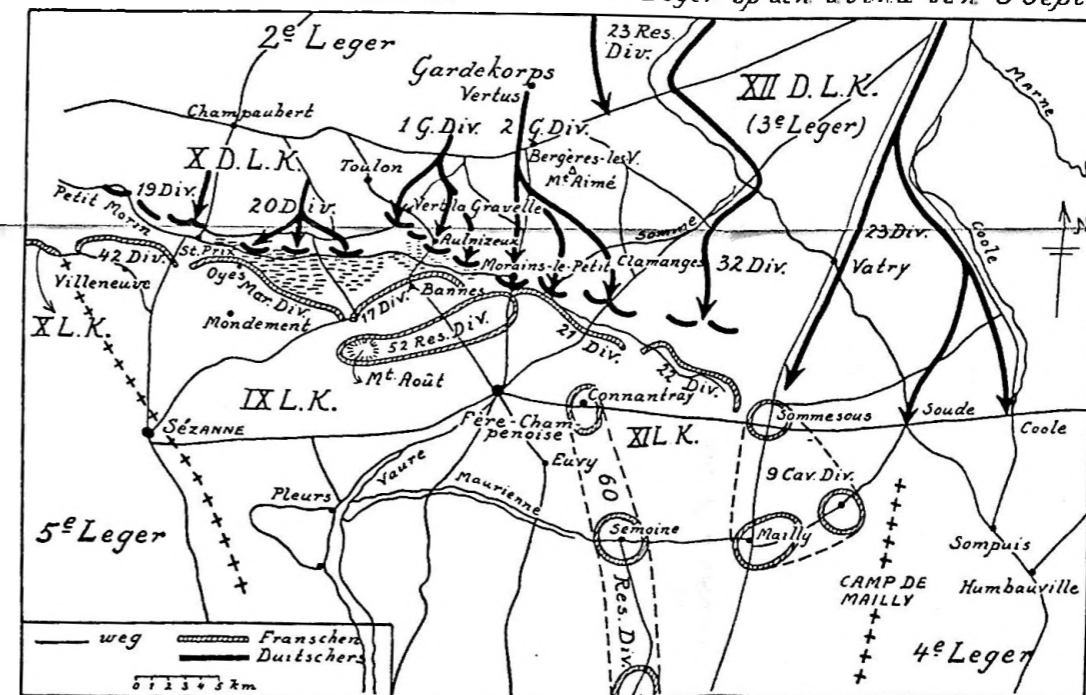 Leger op den avond van 6 Sept
2e Leger
23 Res.
Div.
Gardekorps
Vertus
XII D.L.K.
(3e Leger)
Marne
Champaubert
1 G.Div.
2 G.Div.
X D.L.K.
Toulon
Bergères-les-V.
Mt Aimé
19 Div.
20 Div.
Petit Morin
Vert la Gravelle
Aulnizeux
Somme
N
42 Div.
St. Prix
Morains-le-Petit
Clamanges
32 Div.
23 Div.
Vatry
Coole
Villeneuve
Oyes
Mar. Div.
17 Div.
Bannes
X L.K.
Mondement
52 Res. Div.
21 Div.
22 Div.
Mt. Août
IX L.K.
Connantray
Sommesous
Soude
Coole
Sézanne
Fère-Cham
penoise
XI L.K.
Euvy
Vaure
Maurienne
9 Cav. Div.
Pleurs
60
Res. Div.
5e Leger
Semoine
Mailly
Sompuis
CAMP DE
MAILLY
Humbauville
4e Leger
weg
Franschen
Duitschers
0 1 2 3 4 5 km